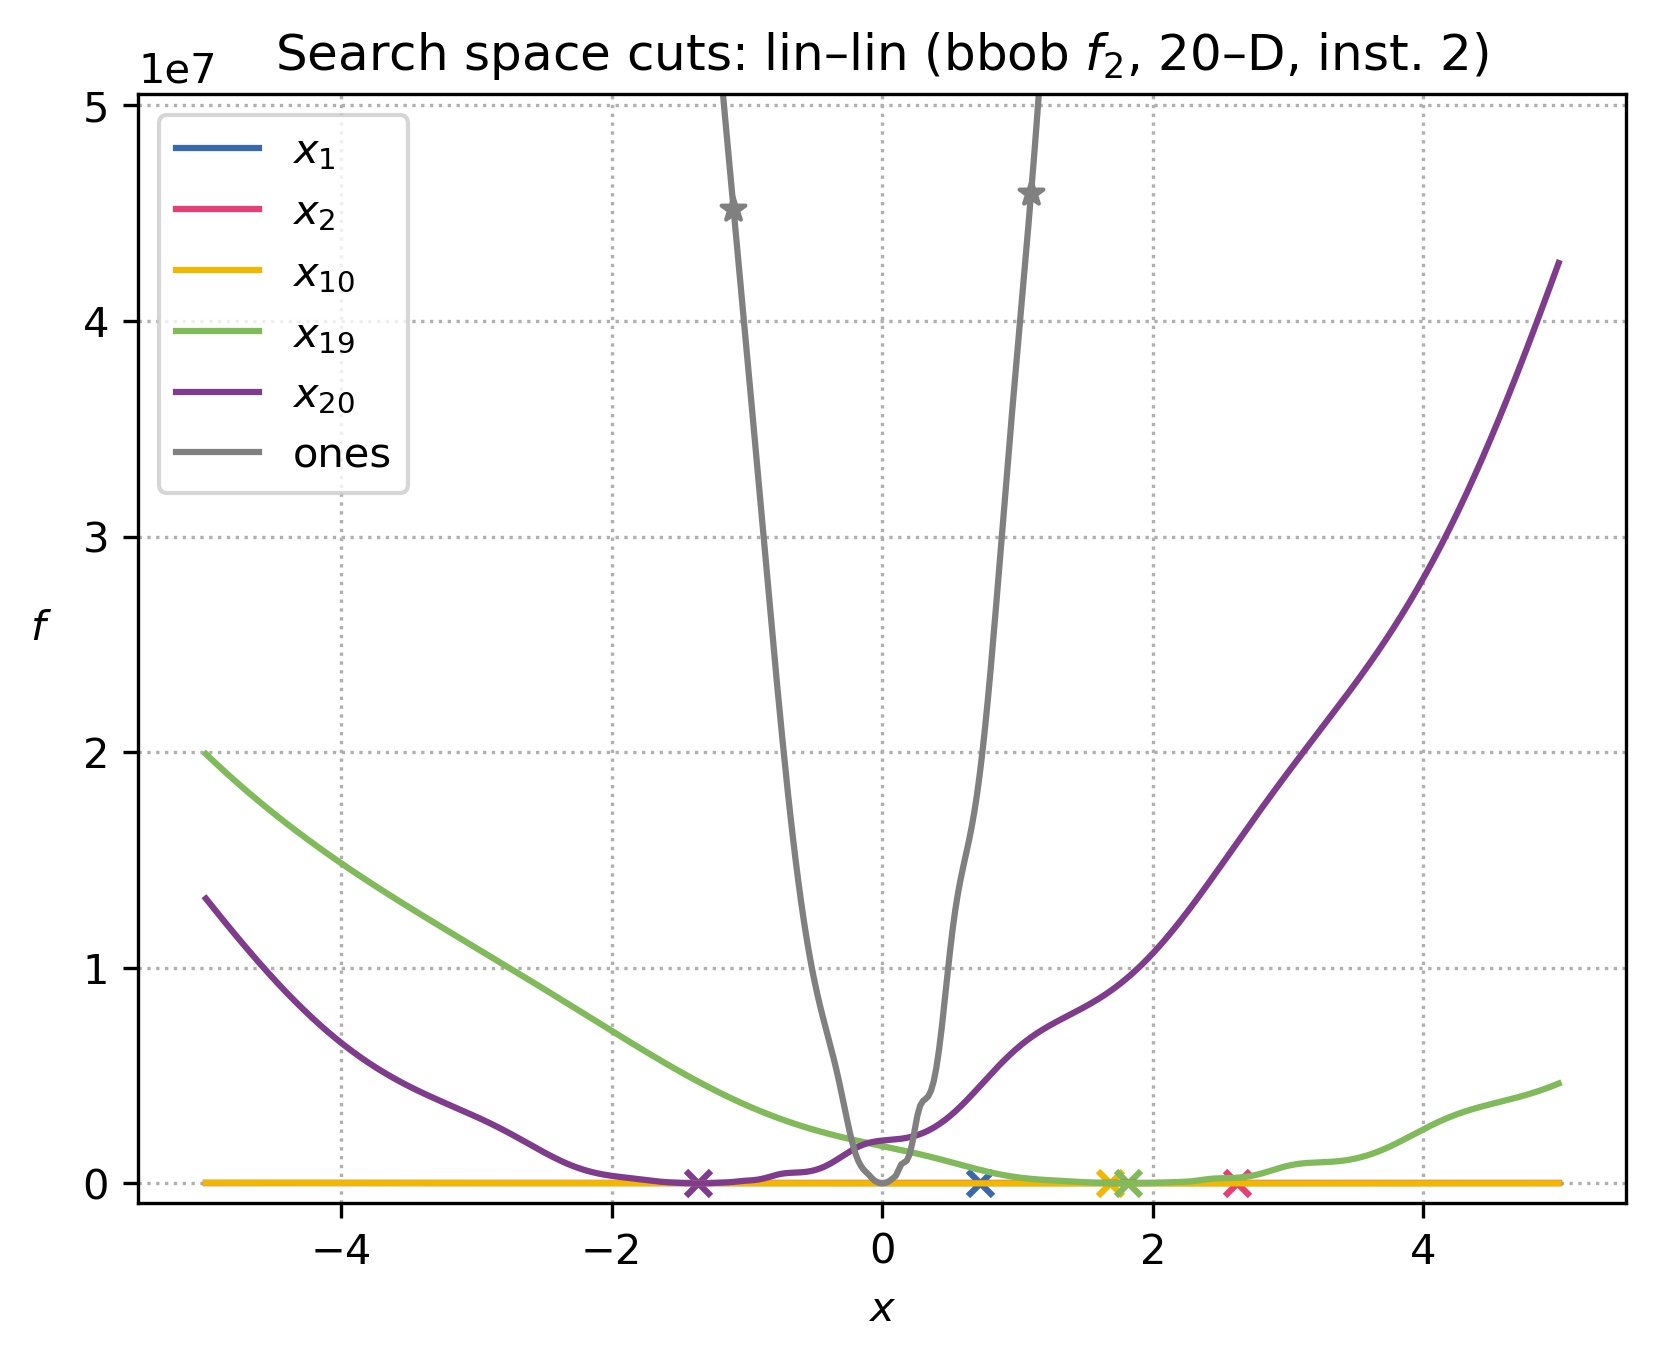 Search space cuts: lin–lin (bbob f₂, 20–D, inst. 2)
1e7
5
4
3
2
1
0
f
x₁
x₂
x₁₀
x₁₉
x₂₀
ones
−4 −2 0 2 4
x